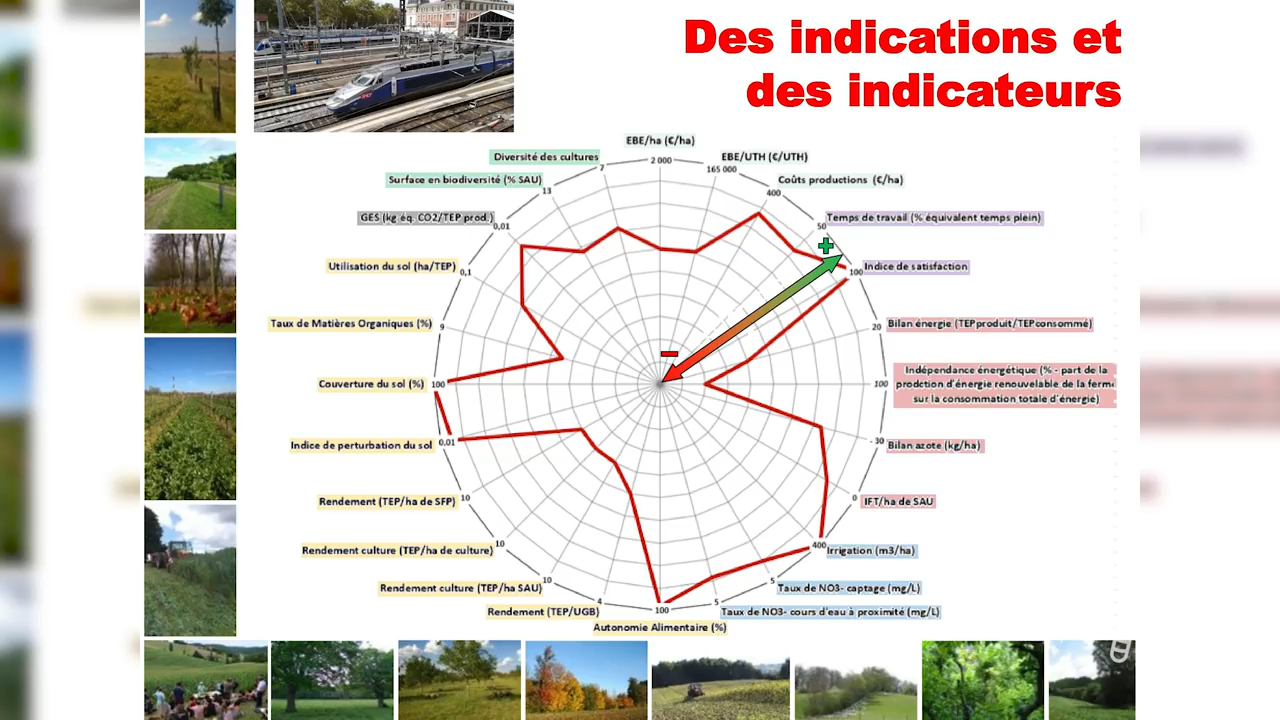 Des indications et
des indicateurs
EBE/ha (€/ha)
2 000
Diversité des cultures
7
EBE/UTH (€/UTH)
165 000
Surface en biodiversité (% SAU)
13
Coûts productions (€/ha)
400
GES (kg éq. CO2/TEP prod.)
0,01
Temps de travail (% équivalent temps plein)
50
+
Utilisation du sol (ha/TEP)
0,1
Indice de satisfaction
100
Taux de Matières Organiques (%)
9
Bilan énergie (TEPproduit/TEPconsommé)
20
-
Couverture du sol (%)
100
Indépendance énergétique (% - part de la
prodction d'énergie renouvelable de la ferme
sur la consommation totale d'énergie)
100
Indice de perturbation du sol
0,01
Bilan azote (kg/ha)
- 30
Rendement (TEP/ha de SFP)
10
IFT/ha de SAU
0
Rendement culture (TEP/ha de culture)
10
Irrigation (m3/ha)
400
Rendement culture (TEP/ha SAU)
10
Taux de NO3- captage (mg/L)
5
Rendement (TEP/UGB)
4
Taux de NO3- cours d'eau à proximité (mg/L)
5
100
Autonomie Alimentaire (%)